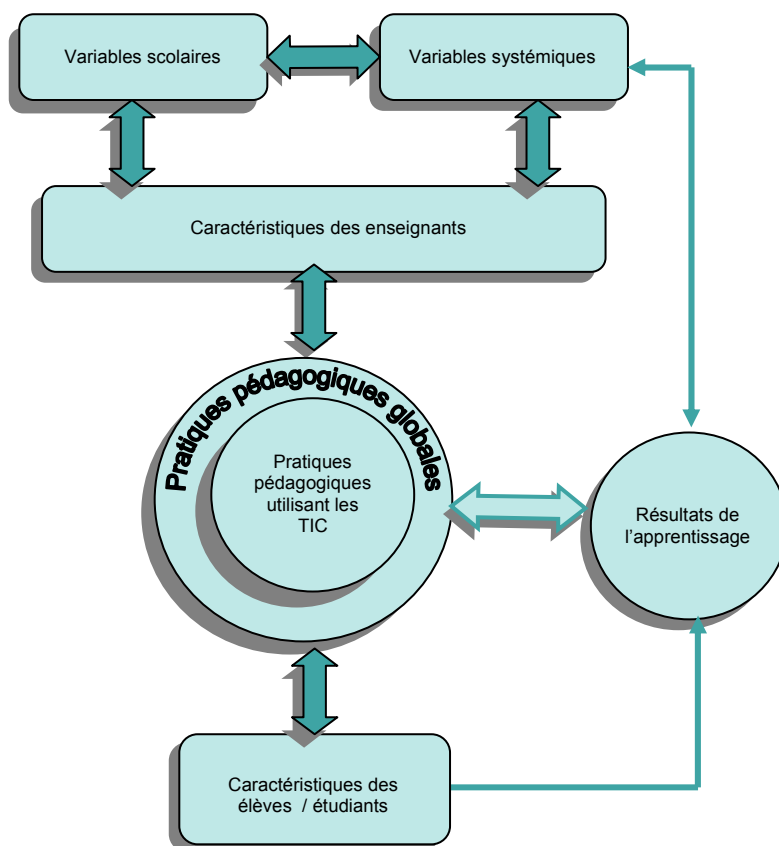 Variables scolaires
Variables systémiques
Caractéristiques des enseignants
Pratiques pédagogiques globales
Pratiques
pédagogiques
utilisant les
TIC
Résultats de
l’apprentissage
Caractéristiques des
élèves / étudiants